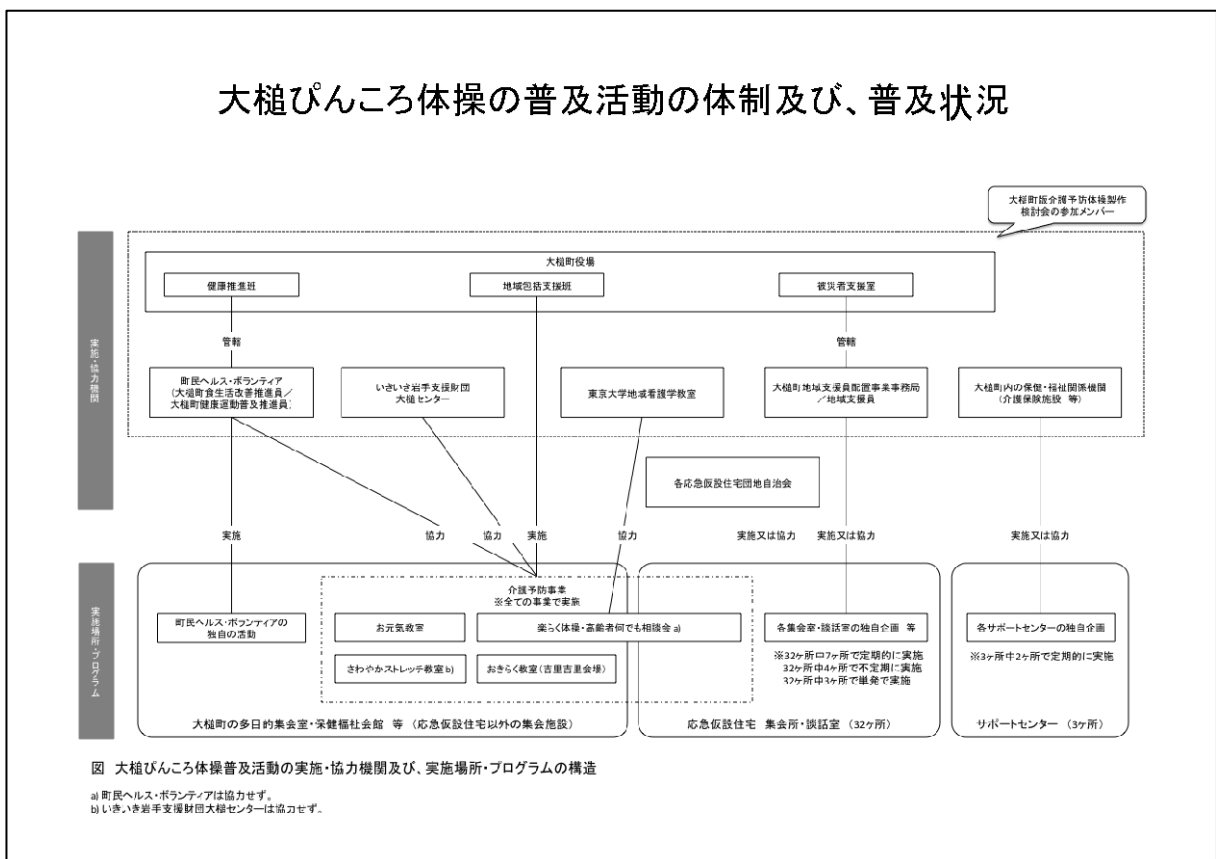 大槌ぴんころ体操の普及活動の体制及び、普及状況
大槌町版介護予防体操製作
検討会の参加メンバー
実施・協力機関
大槌町役場
健康推進班
地域包括支援班
被災者支援室
管轄
管轄
町民ヘルス・ボランティア
(大槌町食生活改善推進員／
大槌町健康運動普及推進員)
いきいき岩手支援財団
大槌センター
東京大学地域看護学教室
大槌町地域支援員配置事業事務局
／地域支援員
大槌町内の保健・福祉関係機関
(介護保険施設 等)
各応急仮設住宅団地自治会
実施
協力
協力
実施
協力
実施又は協力
実施又は協力
実施又は協力
実施場所・プログラム
介護予防事業
※全ての事業で実施
町民ヘルス・ボランティアの
独自の活動
お元気教室
楽らく体操・高齢者何でも相談会 a)
さわやかストレッチ教室 b)
おきらく教室(吉里吉里会場)
各集会室・談話室の独自企画 等
※32ヶ所中7ヶ所で定期的に実施
32ヶ所中4ヶ所で不定期に実施
32ヶ所中3ヶ所で単発で実施
各サポートセンターの独自企画
※3ヶ所中2ヶ所で定期的に実施
大槌町の多目的集会室・保健福祉会館 等 (応急仮設住宅以外の集会施設)
応急仮設住宅 集会所・談話室 (32ヶ所)
サポートセンター (3ヶ所)
図 大槌ぴんころ体操普及活動の実施・協力機関及び、実施場所・プログラムの構造
a) 町民ヘルス・ボランティアは協力せず。
b) いきいき岩手支援財団大槌センターは協力せず。